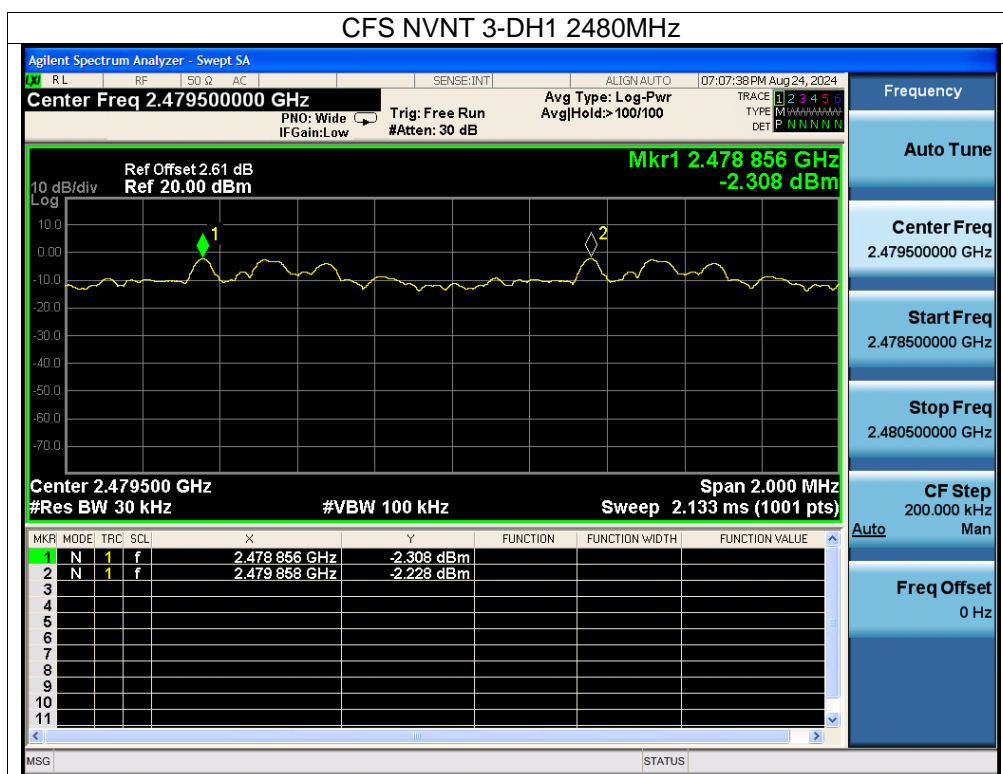 CFS NVNT 3-DH1 2480MHz
Agilent Spectrum Analyzer - Swept SA
LXI RL RF 50 Ω AC SENSE:INT ALIGN AUTO 07:07:38 PM Aug 24, 2024
Center Freq 2.479500000 GHz
PNO: Wide
IFGain:Low
Trig: Free Run
#Atten: 30 dB
Avg Type: Log-Pwr
Avg|Hold:>100/100
TRACE 1 2 3 4 5 6
TYPE M
DET P N N N N N
Mkr1 2.478 856 GHz
-2.308 dBm
Ref Offset 2.61 dB
Ref 20.00 dBm
10 dB/div
Log
10.0
0.00
-10.0
-20.0
-30.0
-40.0
-50.0
-60.0
-70.0
1
2
Center 2.479500 GHz Span 2.000 MHz
#Res BW 30 kHz #VBW 100 kHz Sweep 2.133 ms (1001 pts)
MKR MODE TRC SCL X Y FUNCTION FUNCTION WIDTH FUNCTION VALUE
1 N 1 f 2.478 856 GHz -2.308 dBm
2 N 1 f 2.479 858 GHz -2.228 dBm
3
4
5
6
7
8
9
10
11
MSG STATUS
Frequency
Auto Tune
Center Freq
2.479500000 GHz
Start Freq
2.478500000 GHz
Stop Freq
2.480500000 GHz
CF Step
200.000 kHz
Auto Man
Freq Offset
0 Hz